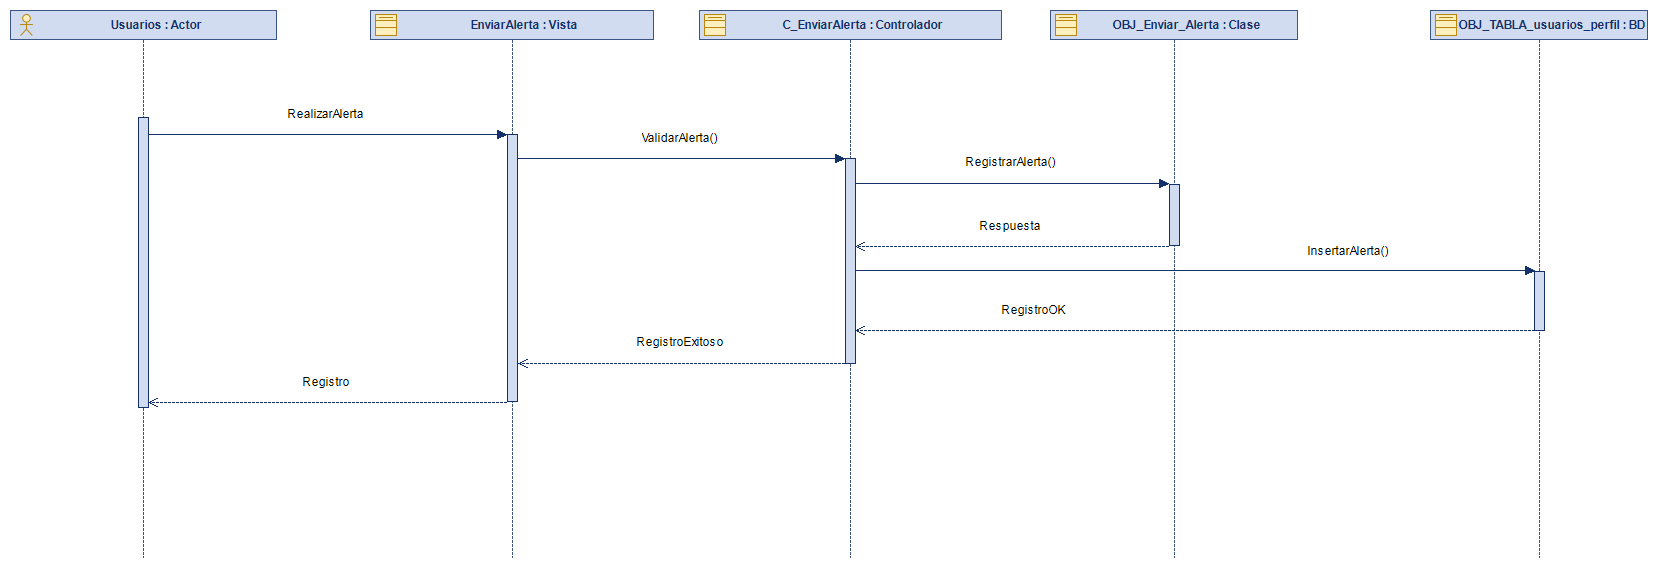 Usuarios : Actor
EnviarAlerta : Vista
C_EnviarAlerta : Controlador
OBJ_Enviar_Alerta : Clase
OBJ_TABLA_usuarios_perfil : BD
RealizarAlerta
ValidarAlerta()
RegistrarAlerta()
Respuesta
InsertarAlerta()
RegistroOK
RegistroExitoso
Registro